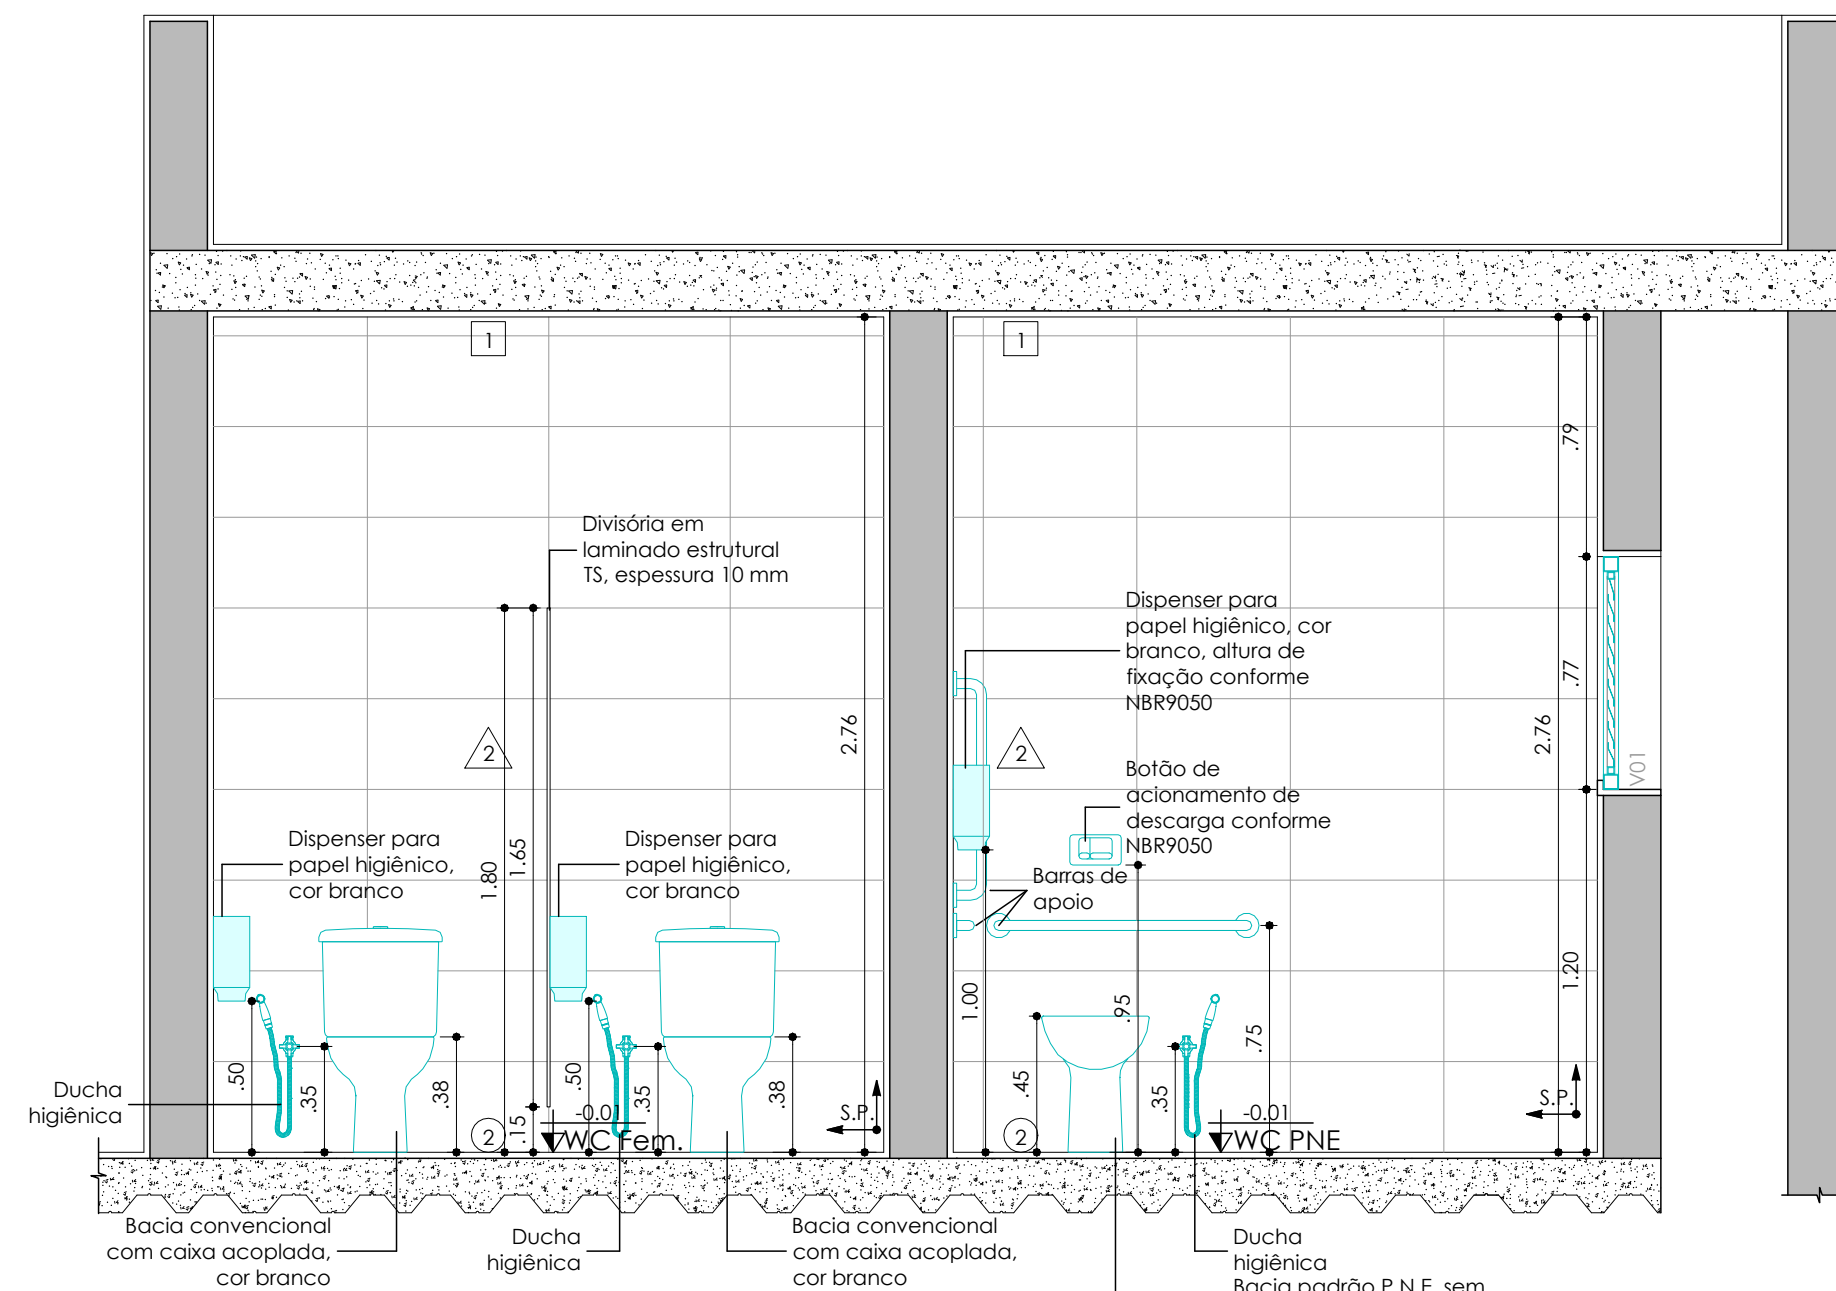 1
1
.79
Divisória em
laminado estrutural
TS, espessura 10 mm
Dispenser para
papel higiênico, cor
branco, altura de
fixação conforme
NBR9050
.77
2
2.76
2
2.76
V01
Botão de
acionamento de
descarga conforme
NBR9050
Dispenser para
papel higiênico,
cor branco
1.80
1.65
Dispenser para
papel higiênico,
cor branco
Barras de
apoio
1.00
.95
.75
1.20
Ducha
higiênica
.50
.35
.38
.15
.50
.35
.38
S.P.
.45
.35
S.P.
2
-0.01
WC Fem.
2
-0.01
WC PNE
Bacia convencional
com caixa acoplada,
cor branco
Ducha
higiênica
Bacia convencional
com caixa acoplada,
cor branco
Ducha
higiênica
Bacia padrão P.N.E. sem